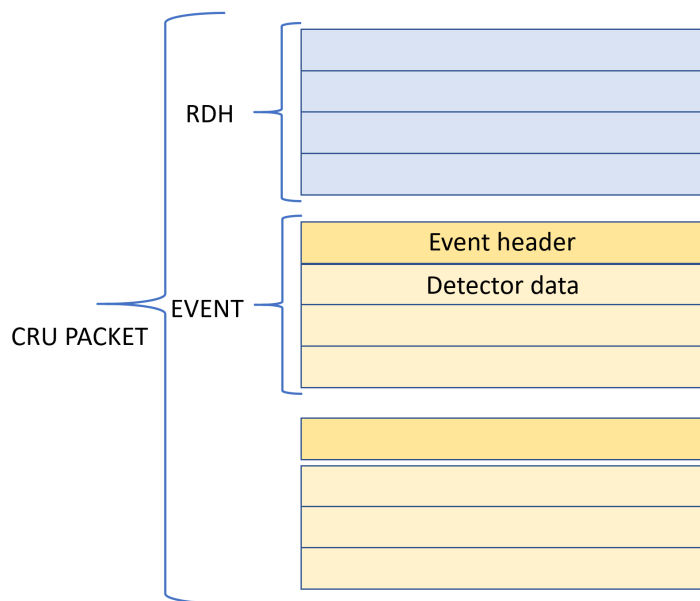 RDH
Event header
Detector data
EVENT
CRU PACKET